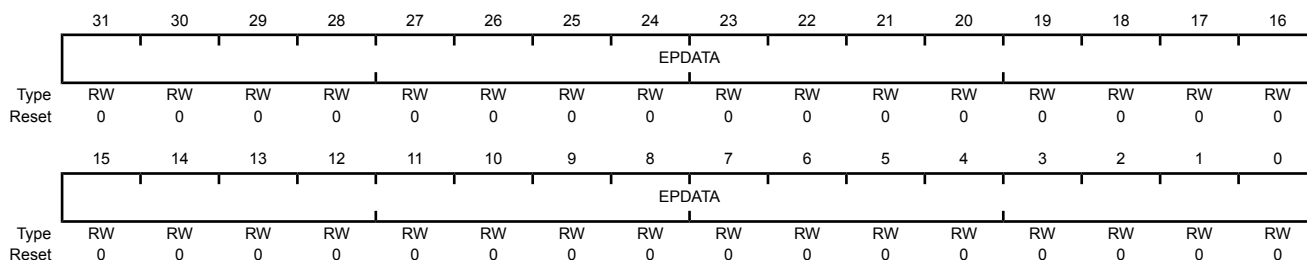 31 30 29 28 27 26 25 24 23 22 21 20 19 18 17 16
EPDATA
Type RW RW RW RW RW RW RW RW RW RW RW RW RW RW RW RW
Reset 0 0 0 0 0 0 0 0 0 0 0 0 0 0 0 0
15 14 13 12 11 10 9 8 7 6 5 4 3 2 1 0
EPDATA
Type RW RW RW RW RW RW RW RW RW RW RW RW RW RW RW RW
Reset 0 0 0 0 0 0 0 0 0 0 0 0 0 0 0 0